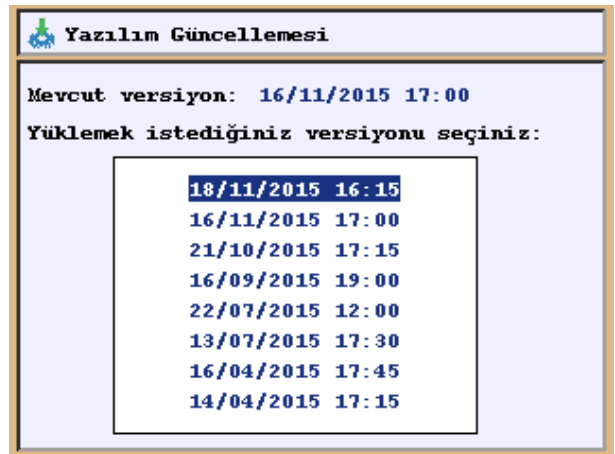 Yazılım Güncellemesi
Mevcut versiyon: 16/11/2015 17:00
Yüklemek istediğiniz versiyonu seçiniz:
18/11/2015 16:15
16/11/2015 17:00
21/10/2015 17:15
16/09/2015 19:00
22/07/2015 12:00
13/07/2015 17:30
16/04/2015 17:45
14/04/2015 17:15